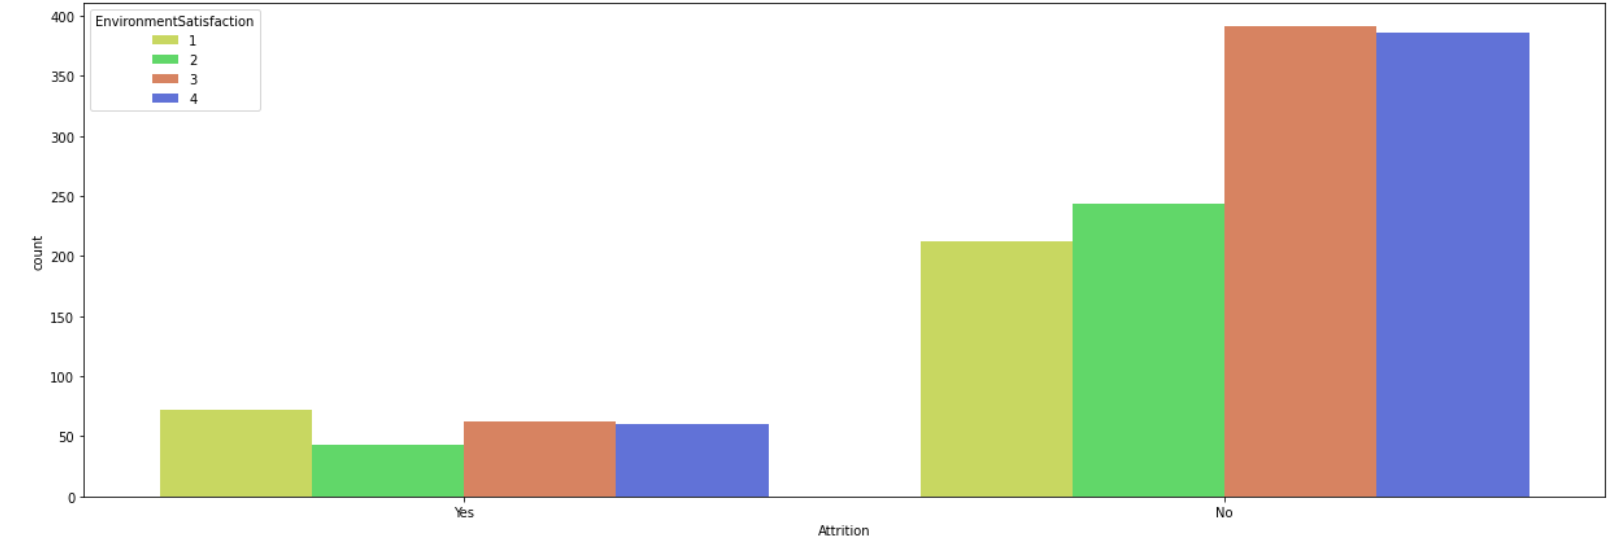 EnvironmentSatisfaction
1
2
3
4
400
350
300
250
200
150
100
50
0
count
Yes
No
Attrition